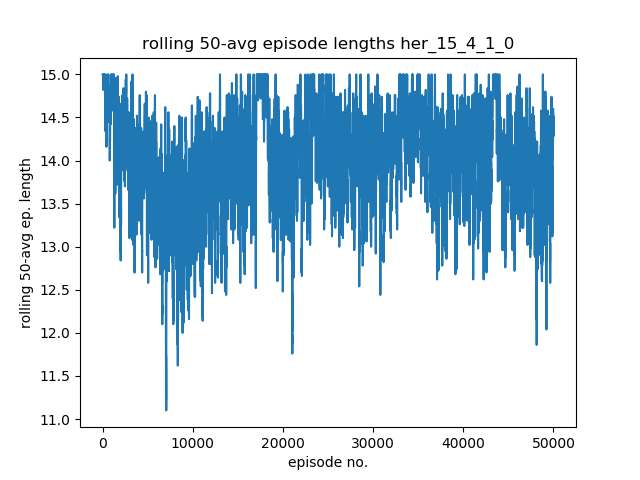 rolling 50-avg episode lengths her_15_4_1_0
rolling 50-avg ep. length
15.0
14.5
14.0
13.5
13.0
12.5
12.0
11.5
11.0
0 10000 20000 30000 40000 50000
episode no.